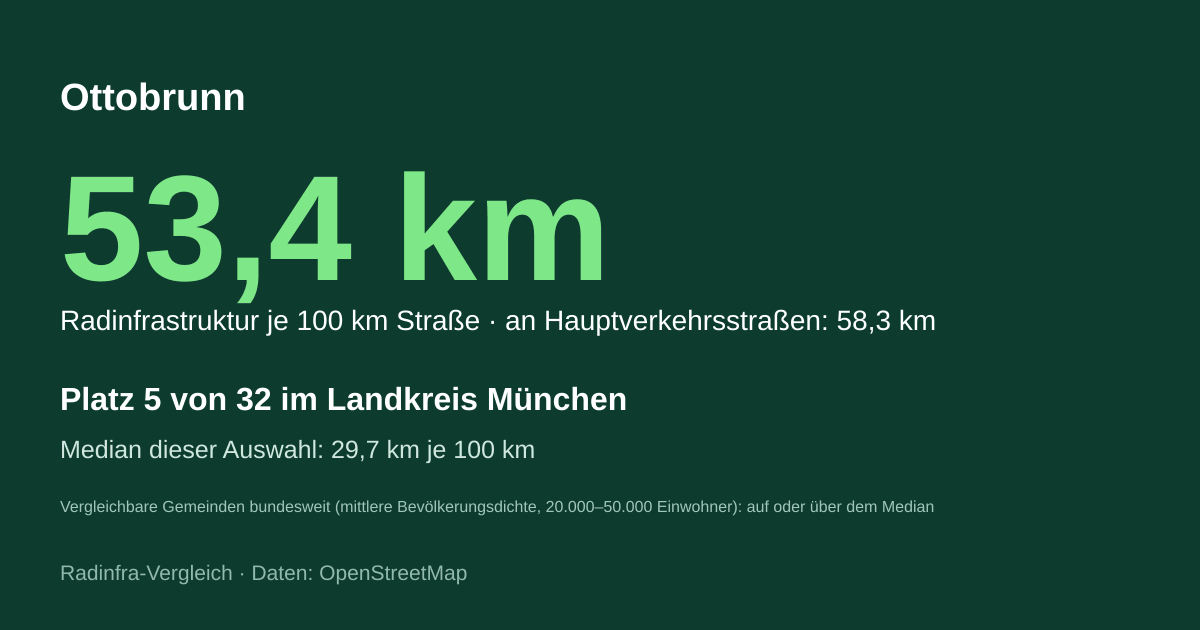 Ottobrunn
53,4 km
Radinfrastruktur je 100 km Straße · an Hauptverkehrsstraßen: 58,3 km
Platz 5 von 32 im Landkreis München
Median dieser Auswahl: 29,7 km je 100 km
Vergleichbare Gemeinden bundesweit (mittlere Bevölkerungsdichte, 20.000–50.000 Einwohner): auf oder über dem Median
Radinfra-Vergleich · Daten: OpenStreetMap